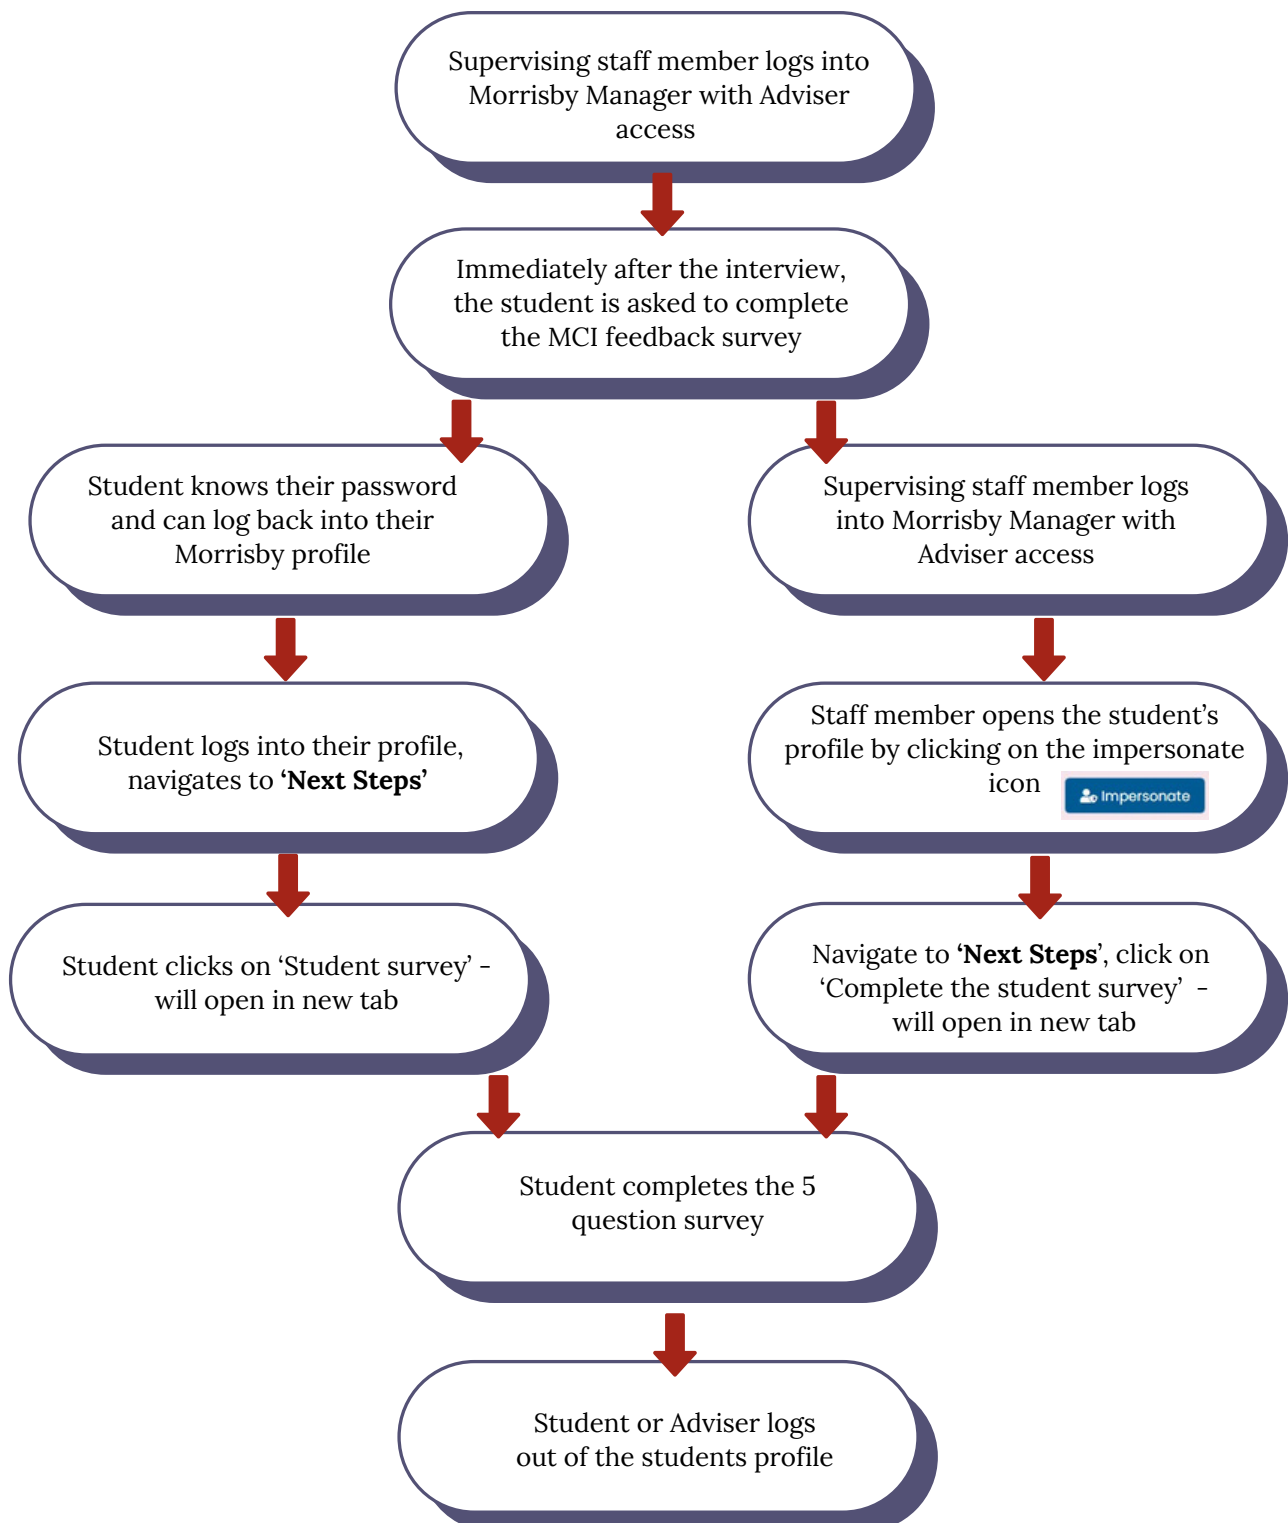 Supervising staff member logs into
Morrisby Manager with Adviser
access
Immediately after the interview,
the student is asked to complete
the MCI feedback survey
Student knows their password
and can log back into their
Morrisby profile
Supervising staff member logs
into Morrisby Manager with
Adviser access
Student logs into their profile,
navigates to ‘Next Steps’
Staff member opens the student’s
profile by clicking on the impersonate
icon
Impersonate
Student clicks on ‘Student survey’ -
will open in new tab
Navigate to ‘Next Steps’, click on
‘Complete the student survey’ -
will open in new tab
Student completes the 5
question survey
Student or Adviser logs
out of the students profile